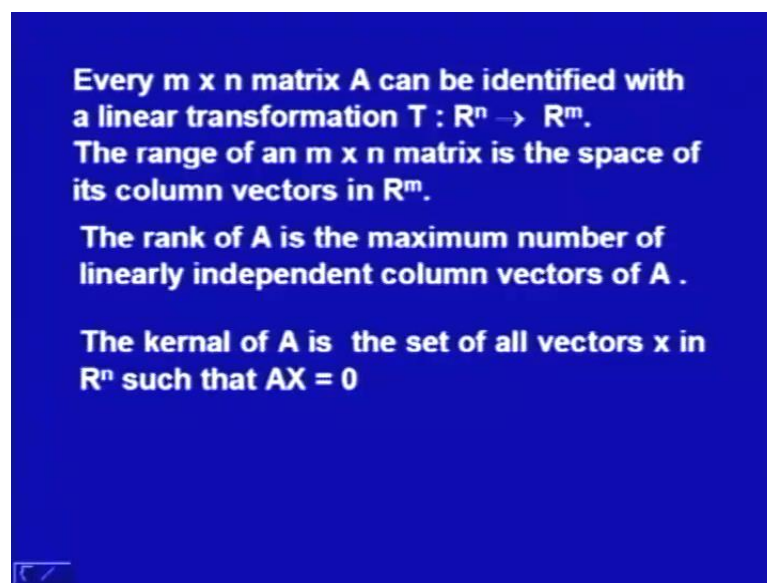 Every m x n matrix A can be identified with
a linear transformation T : Rⁿ → Rᵐ.
The range of an m x n matrix is the space of
its column vectors in Rᵐ.
The rank of A is the maximum number of
linearly independent column vectors of A .
The kernal of A is the set of all vectors x in
Rⁿ such that AX = 0